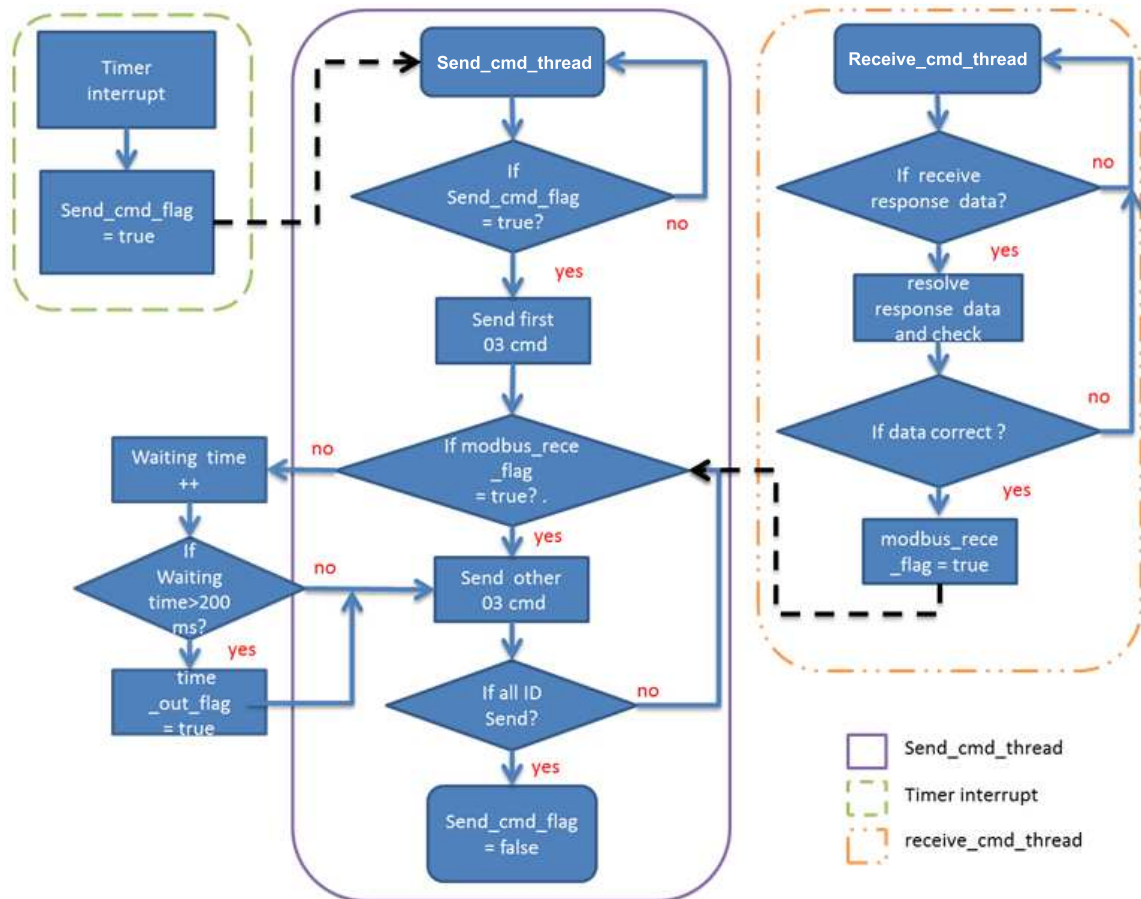 Timer
interrupt
Send_cmd_flag
= true
Send_cmd_thread
If
Send_cmd_flag
= true?
no
yes
Send first
03 cmd
If modbus_rece
_flag
= true? .
no
yes
Waiting time
++
If
Waiting
time>200
ms?
no
yes
time
_out_flag
= true
Send other
03 cmd
If all ID
Send?
no
yes
Send_cmd_flag
= false
Receive_cmd_thread
If receive
response data?
no
yes
resolve
response data
and check
If data correct ?
no
yes
modbus_rece
_flag = true
Send_cmd_thread
Timer interrupt
receive_cmd_thread